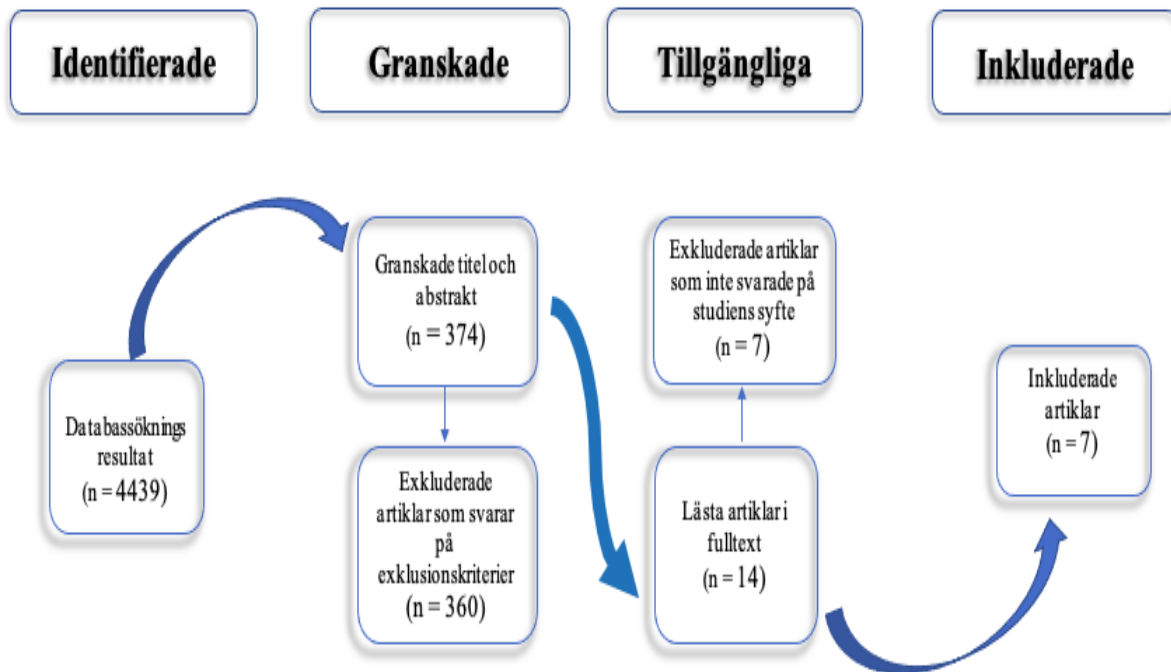 Identifierade
Granskade
Tillgängliga
Inkluderade
Databassöknings
resultat
(n = 4439)
Granskade titel och
abstrakt
(n = 374)
Exkluderade
artiklar som svarar
på
exklusionskriterier
(n = 360)
Exkluderade artiklar
som inte svarade på
studiens syfte
(n = 7)
Lästa artiklar i
fulltext
(n = 14)
Inkluderade
artiklar
(n = 7)